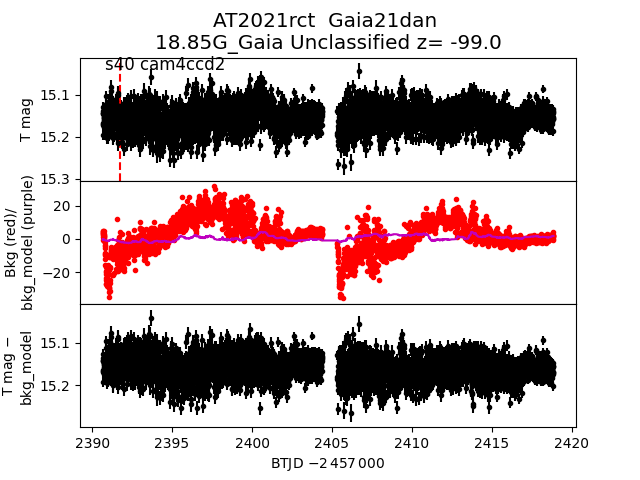 AT2021rct Gaia21dan
18.85G_Gaia Unclassified z= -99.0
s40 cam4ccd2
T mag
15.1
15.2
15.3
Bkg (red)/
bkg_model (purple)
20
0
−20
T mag −
bkg_model
15.1
15.2
2390 2395 2400 2405 2410 2415 2420
BTJD −2 457 000